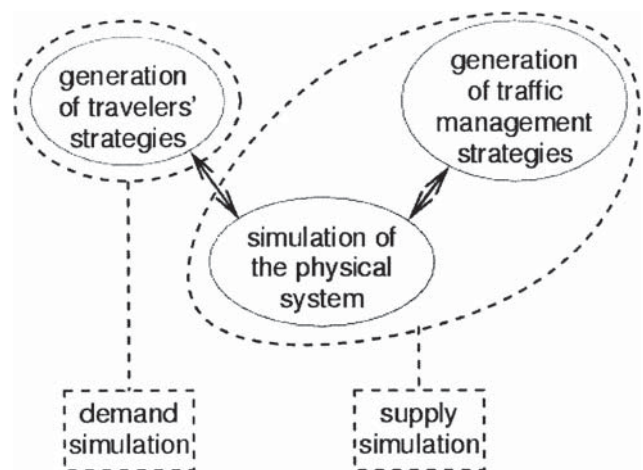 generation
of travelers'
strategies
generation
of traffic
management
strategies
simulation of
the physical
system
demand
simulation
supply
simulation